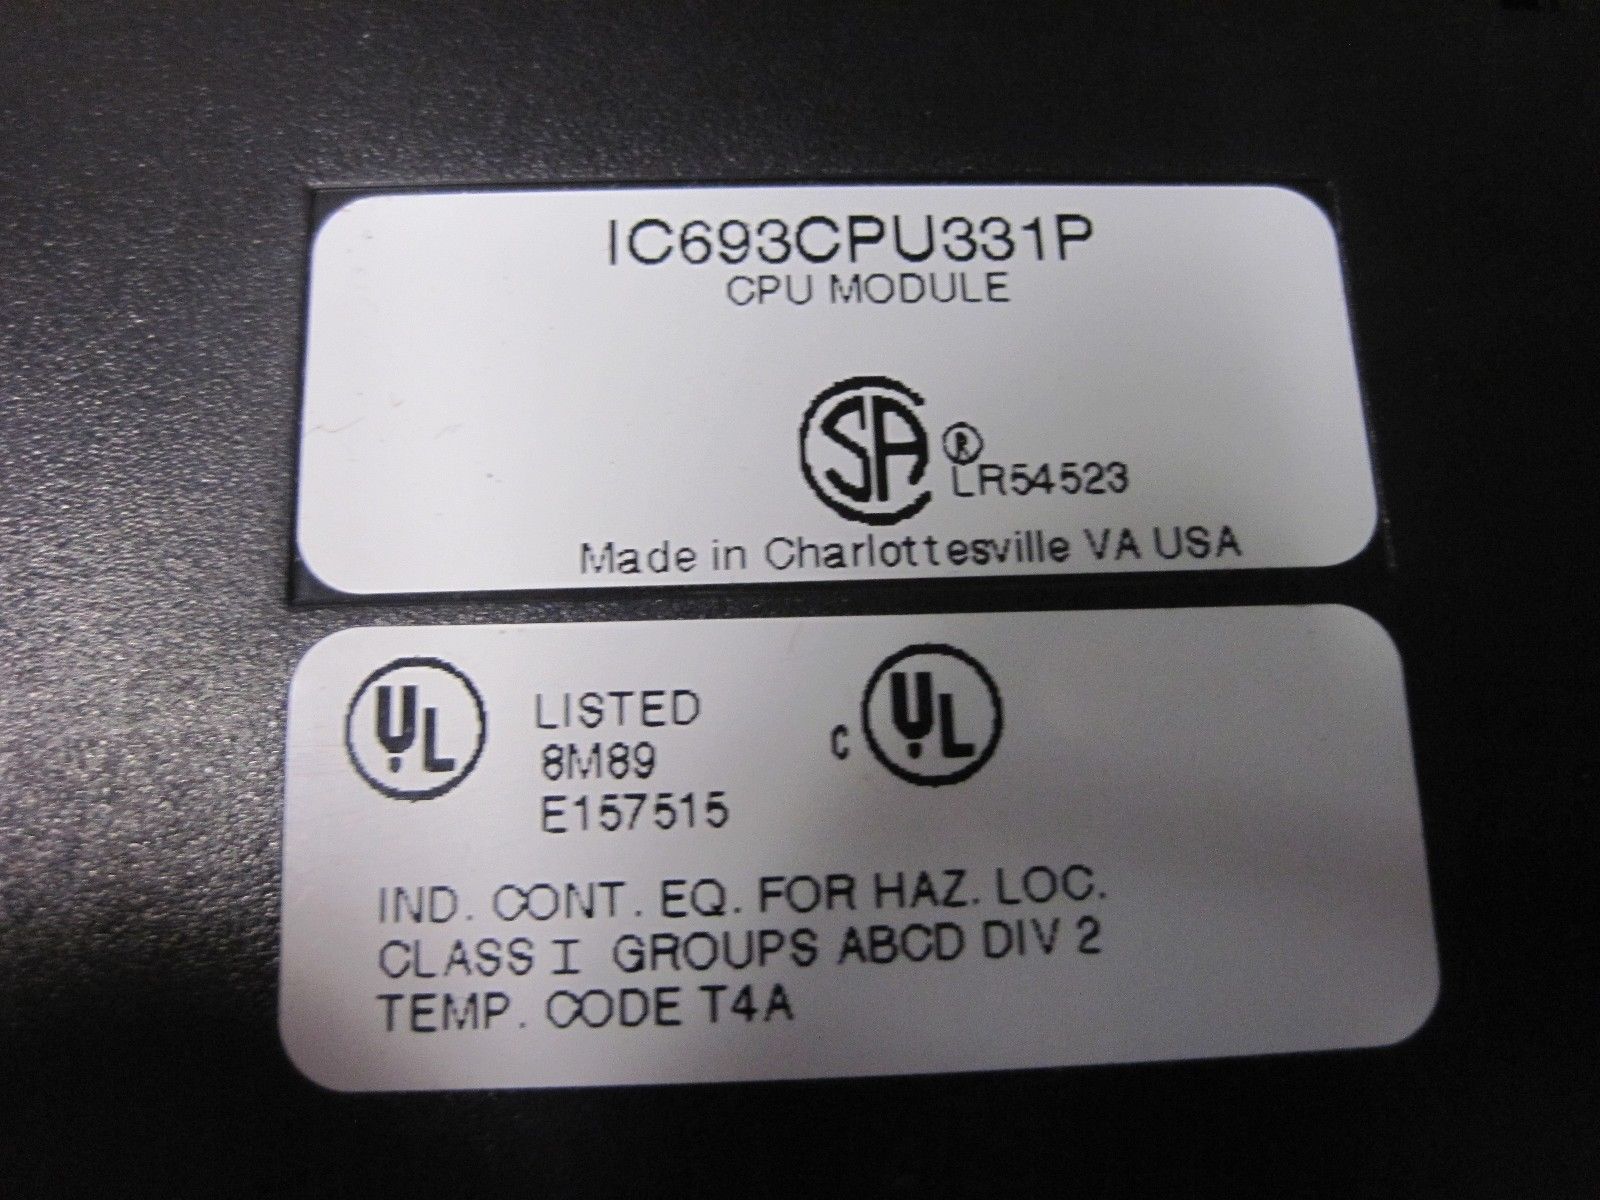 IC693CPU331P
CPU MODULE
SA ®
LR54523
Made in Charlottesville VA USA
UL LISTED C UL
8M89
E157515
IND. CONT. EQ. FOR HAZ. LOC.
CLASS I GROUPS ABCD DIV 2
TEMP. CODE T4A